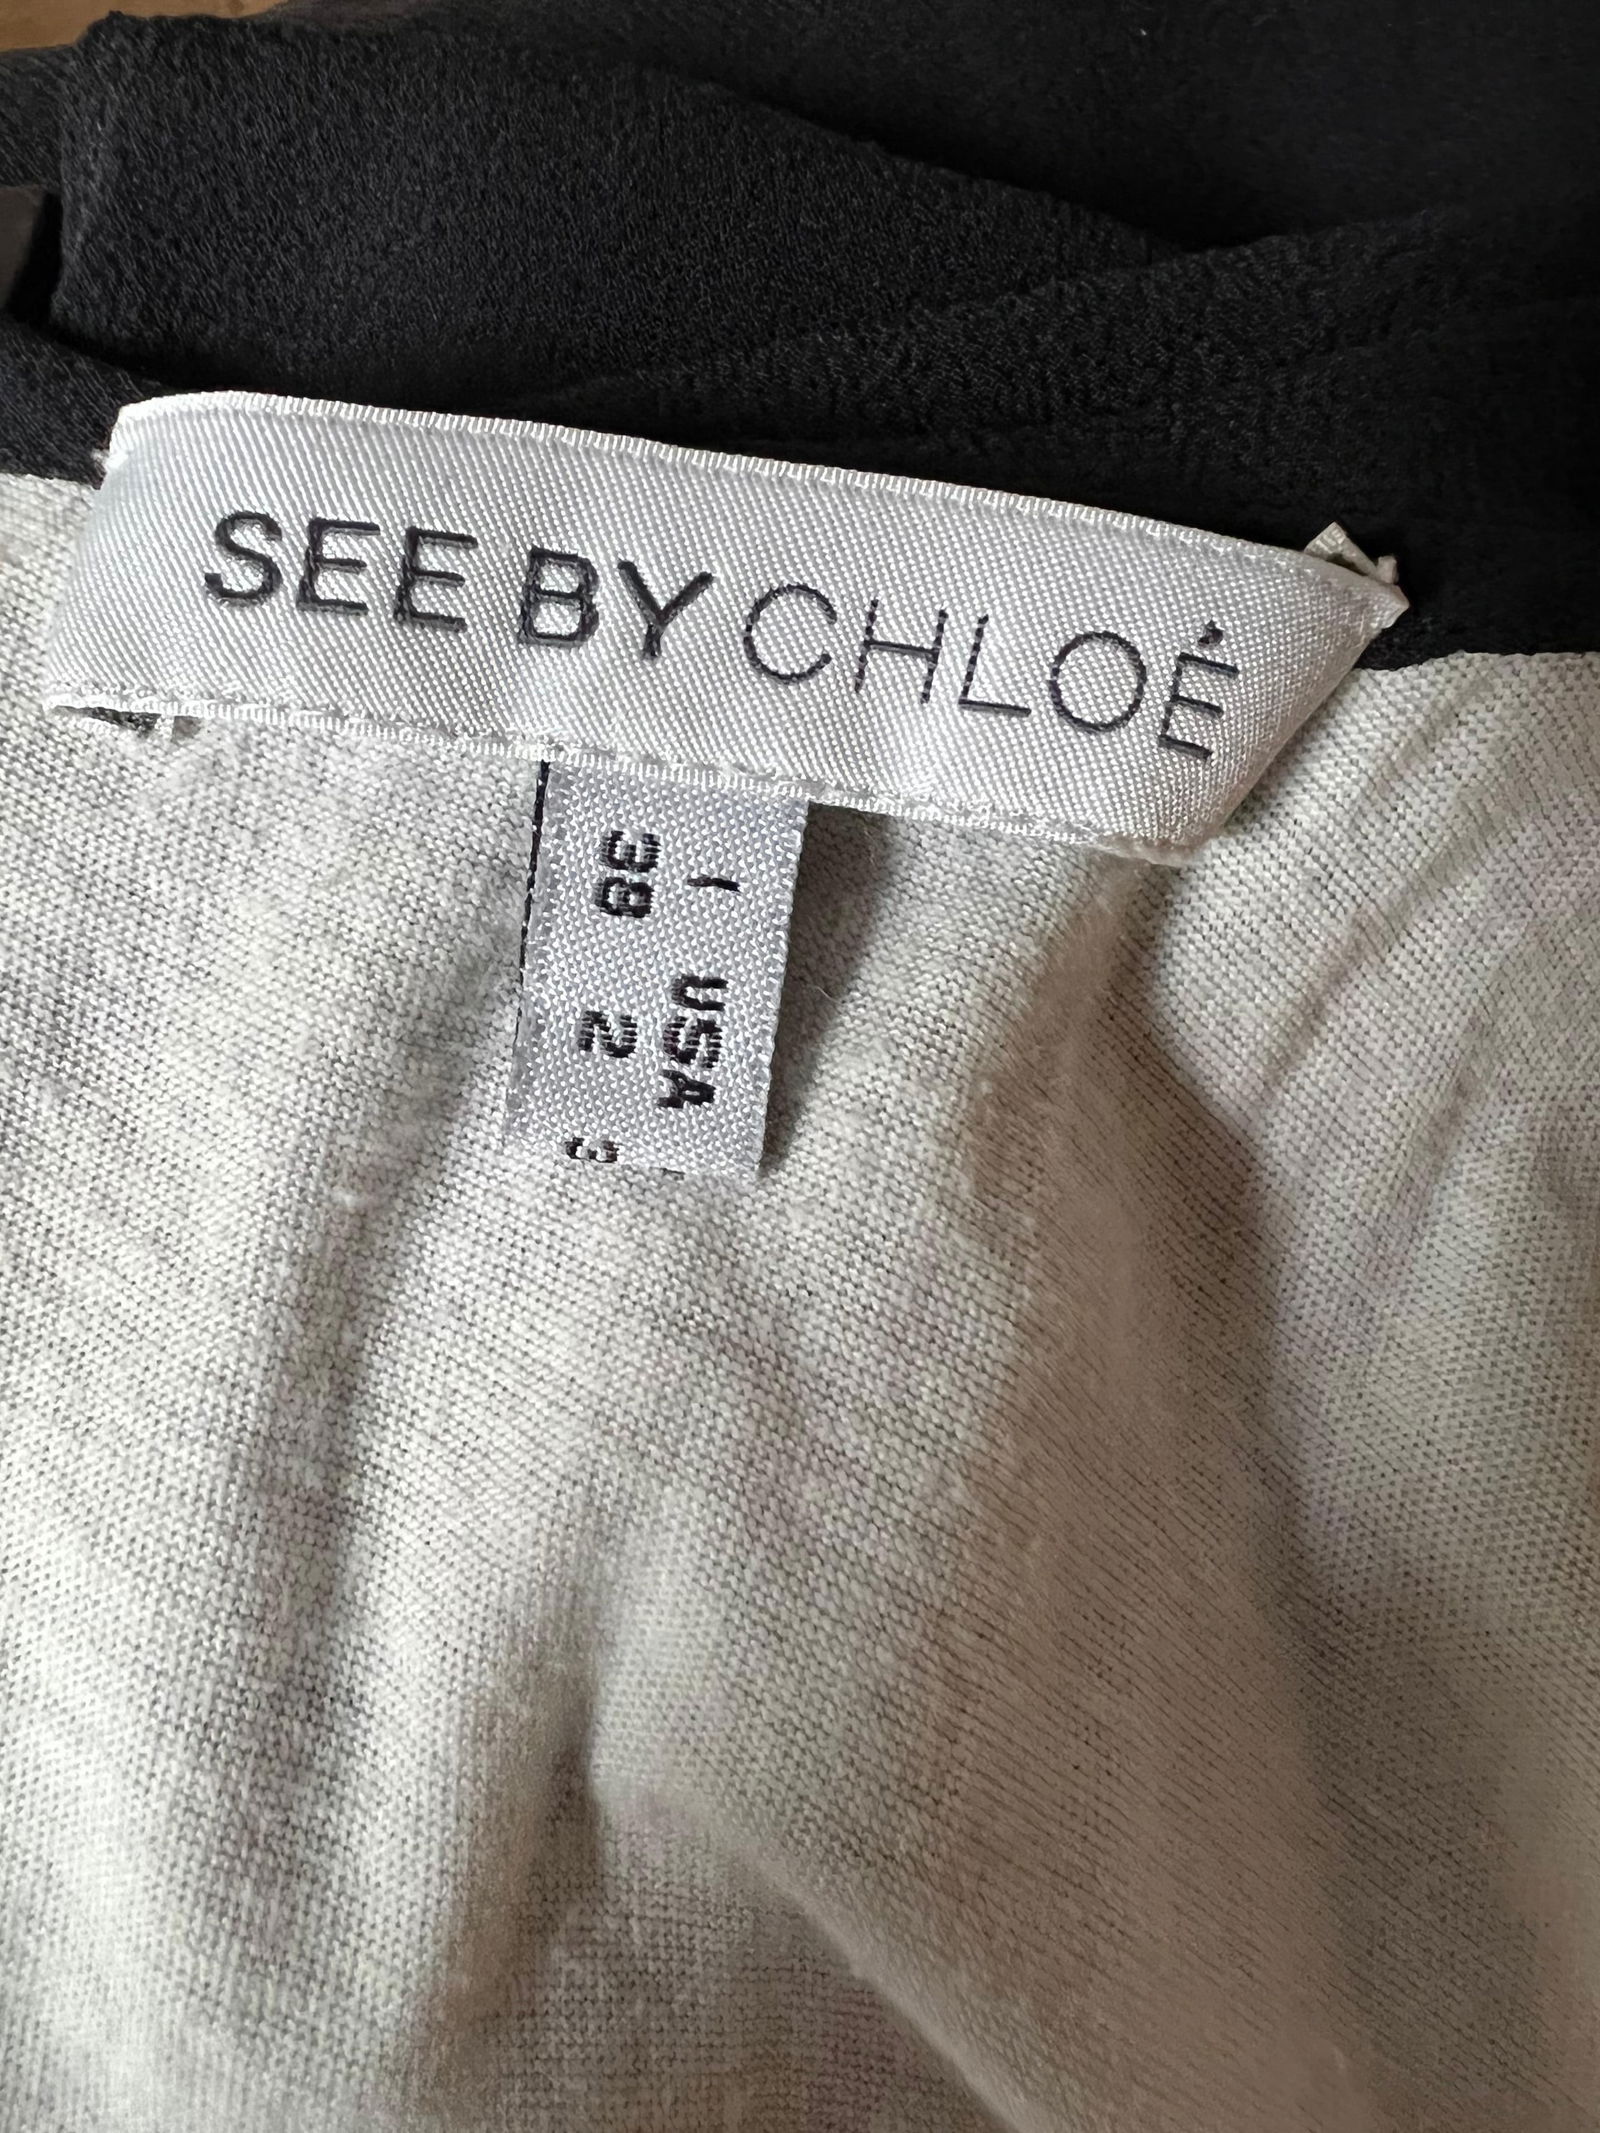 SEE BY CHLOÉ
I USA
38 2